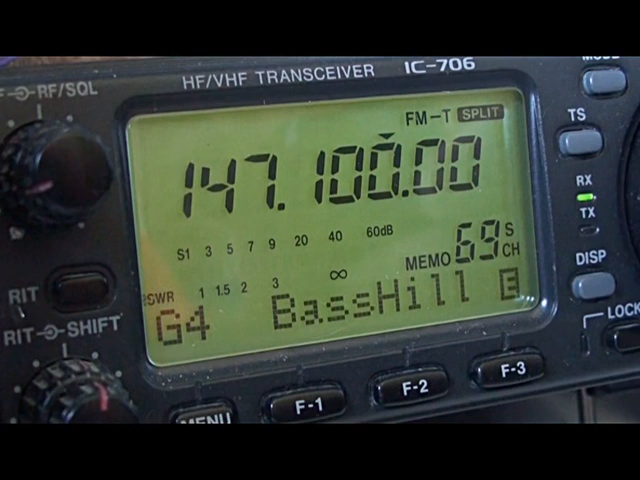 HF/VHF TRANSCEIVER IC-706
RF/SQL
FM-T SPLIT
TS
147.100.00
RX
TX
S1 3 5 7 9 20 40 60dB
MEMO 69 S CH
DISP
RIT
SWR 1 1.5 2 3 ∞
G4 BassHill E
LOCK
RIT SHIFT
MENU F-1 F-2 F-3